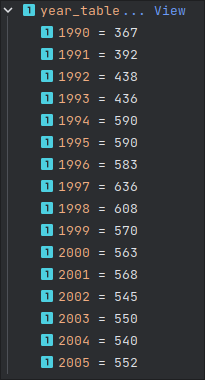 year_table... View
1990 = 367
1991 = 392
1992 = 438
1993 = 436
1994 = 590
1995 = 590
1996 = 583
1997 = 636
1998 = 608
1999 = 570
2000 = 563
2001 = 568
2002 = 545
2003 = 550
2004 = 540
2005 = 552